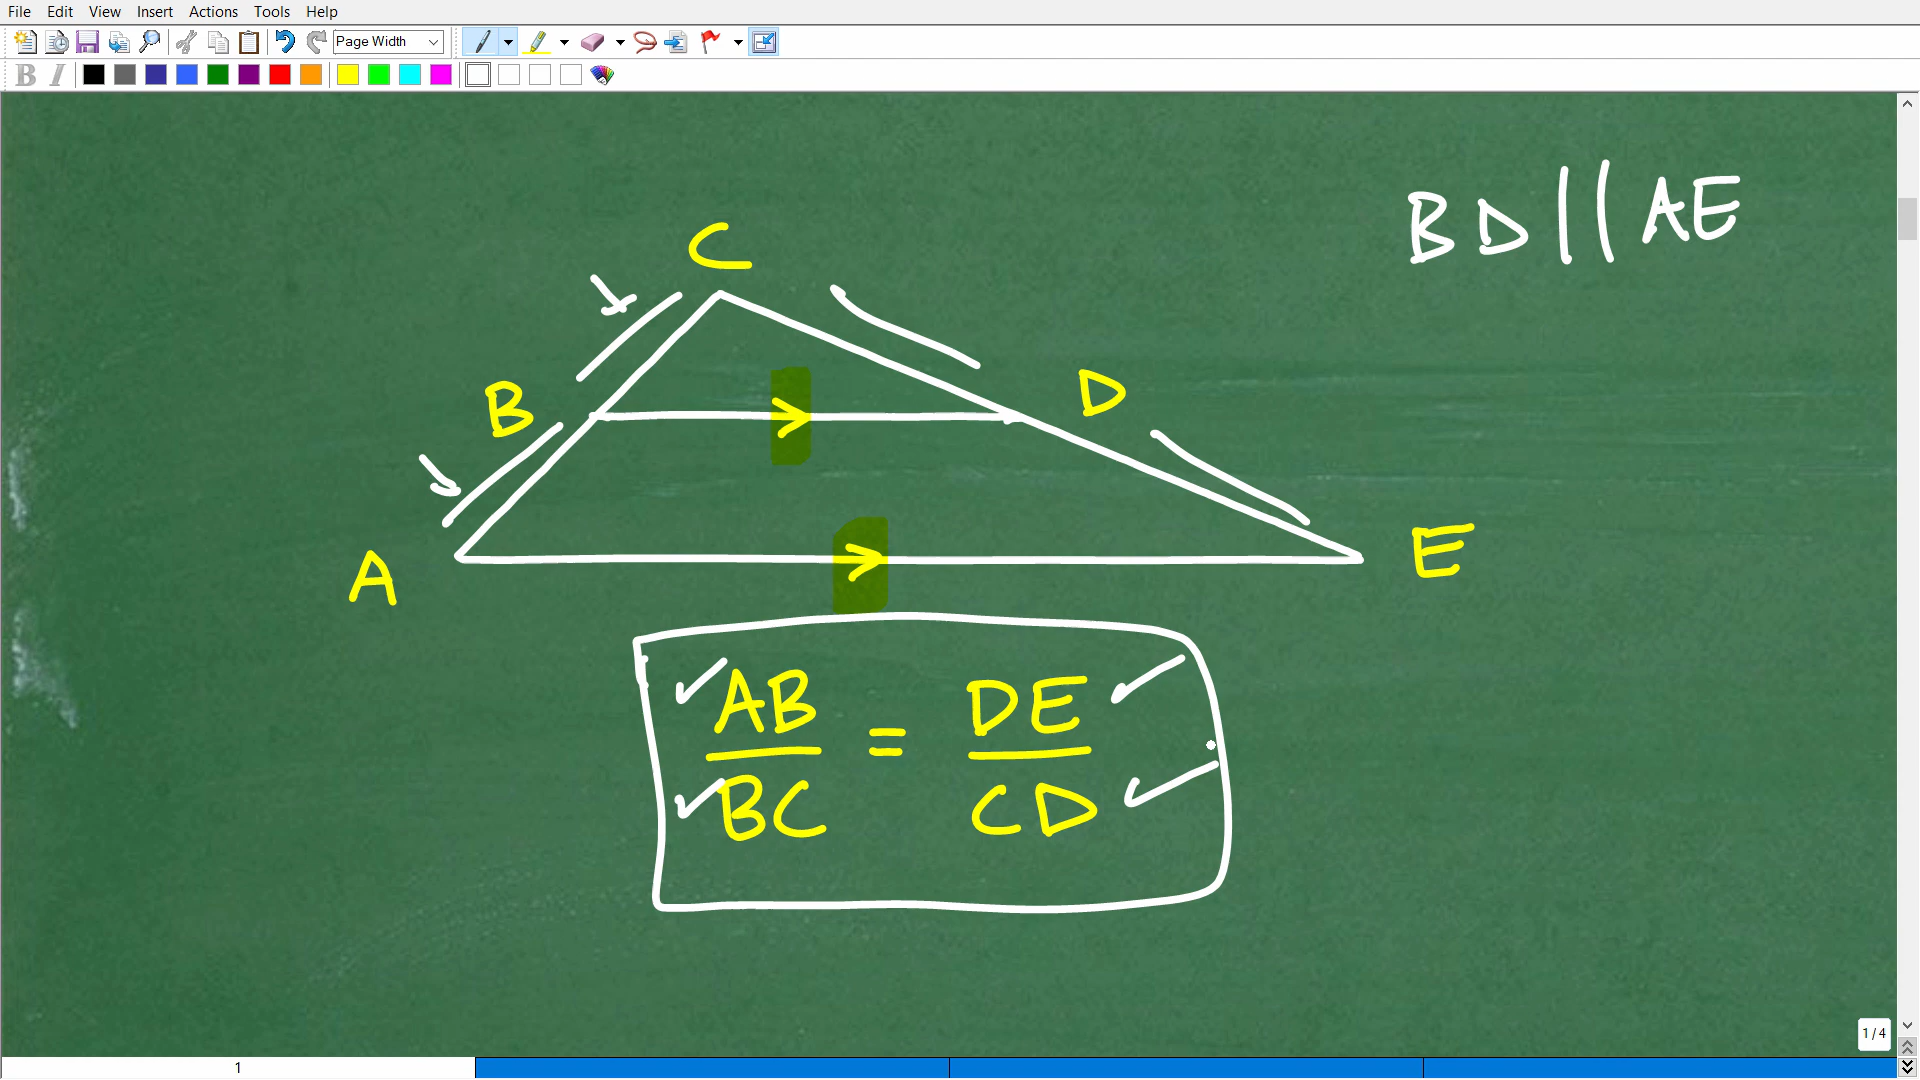 File Edit View Insert Actions Tools Help
Page Width
B I
BD||AE
C
B
D
A
E
AB/BC = DE/CD
1/4
1